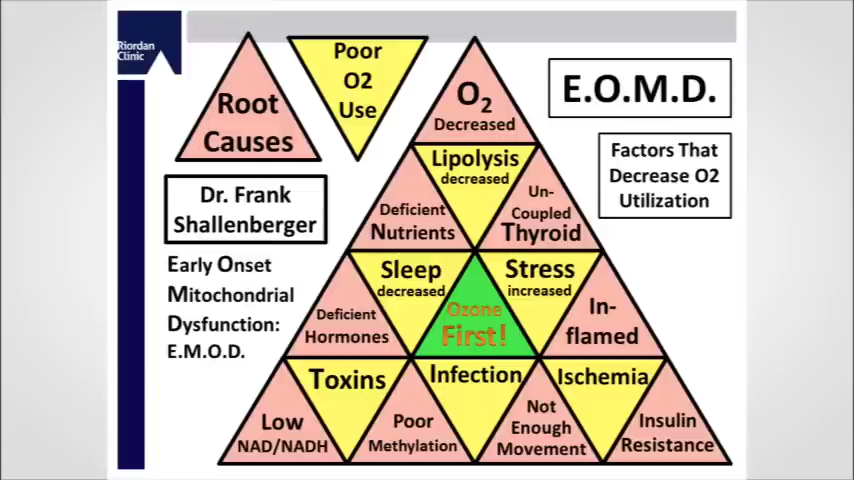 Riordan
Clinic
Root
Causes
Poor
O2
Use
O2
Decreased
E.O.M.D.
Factors That
Decrease O2
Utilization
Dr. Frank
Shallenberger
Early Onset
Mitochondrial
Dysfunction:
E.M.O.D.
Lipolysis
decreased
Deficient
Nutrients
Un-
Coupled
Thyroid
Sleep
decreased
Stress
increased
Deficient
Hormones
Ozone
First!
In-
flamed
Toxins
Infection
Ischemia
Low
NAD/NADH
Poor
Methylation
Not
Enough
Movement
Insulin
Resistance